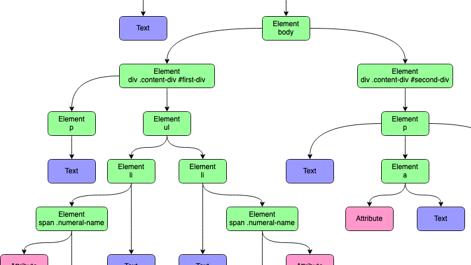 Text
Element
body
Element
div .content-div #first-div
Element
div .content-div #second-div
Element
p
Element
ul
Element
p
Text
Element
li
Element
li
Text
Element
a
Element
span .numeral-name
Element
span .numeral-name
Attribute
Text
Attribute
Text
Text
Attribute